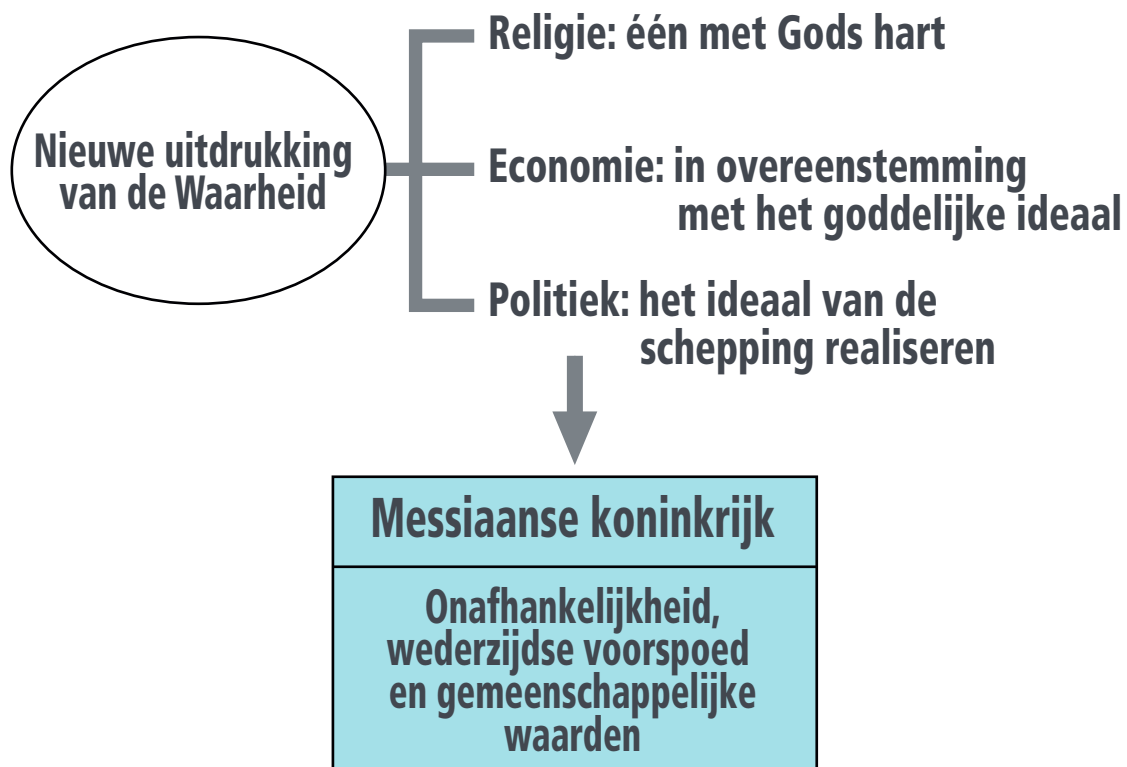 Religie: één met Gods hart
Nieuwe uitdrukking
van de Waarheid
Economie: in overeenstemming
met het goddelijke ideaal
Politiek: het ideaal van de
schepping realiseren
Messiaanse koninkrijk
Onafhankelijkheid,
wederzijdse voorspoed
en gemeenschappelijke
waarden